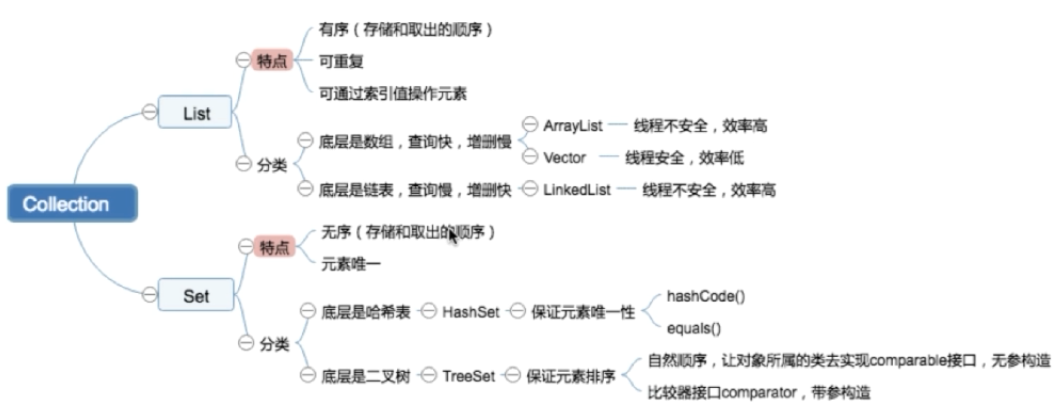 有序（存储和取出的顺序）
特点
可重复
可通过索引值操作元素
List
底层是数组，查询快，增删慢
ArrayList
线程不安全，效率高
Vector
线程安全，效率低
分类
底层是链表，查询慢，增删快
LinkedList
线程不安全，效率高
Collection
无序（存储和取出的顺序）
特点
元素唯一
Set
底层是哈希表
HashSet
保证元素唯一性
hashCode()
equals()
分类
底层是二叉树
TreeSet
保证元素排序
自然顺序，让对象所属的类去实现comparable接口，无参构造
比较器接口comparator，带参构造